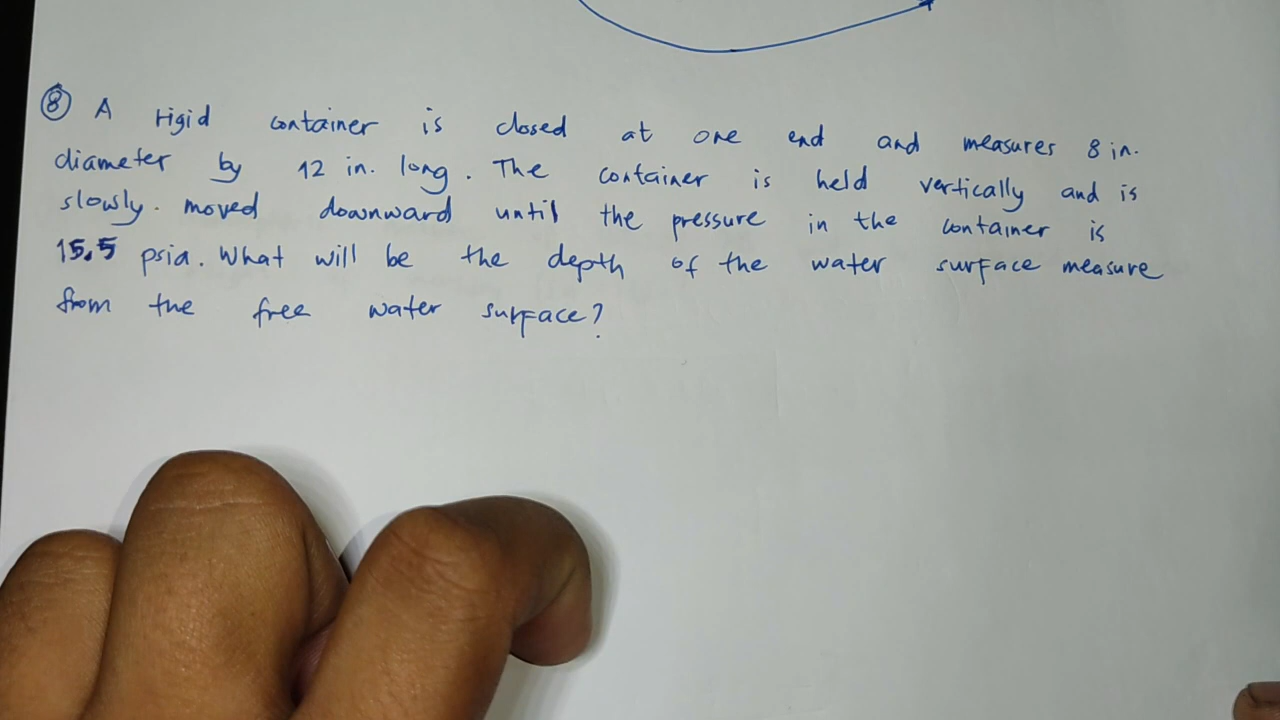 ⑧ A rigid container is closed at one end and measures 8 in.
diameter by 12 in. long. The container is held vertically and is
slowly. moved downward until the pressure in the container is
15.5 psia. What will be the depth of the water surface measure
from the free water surface?